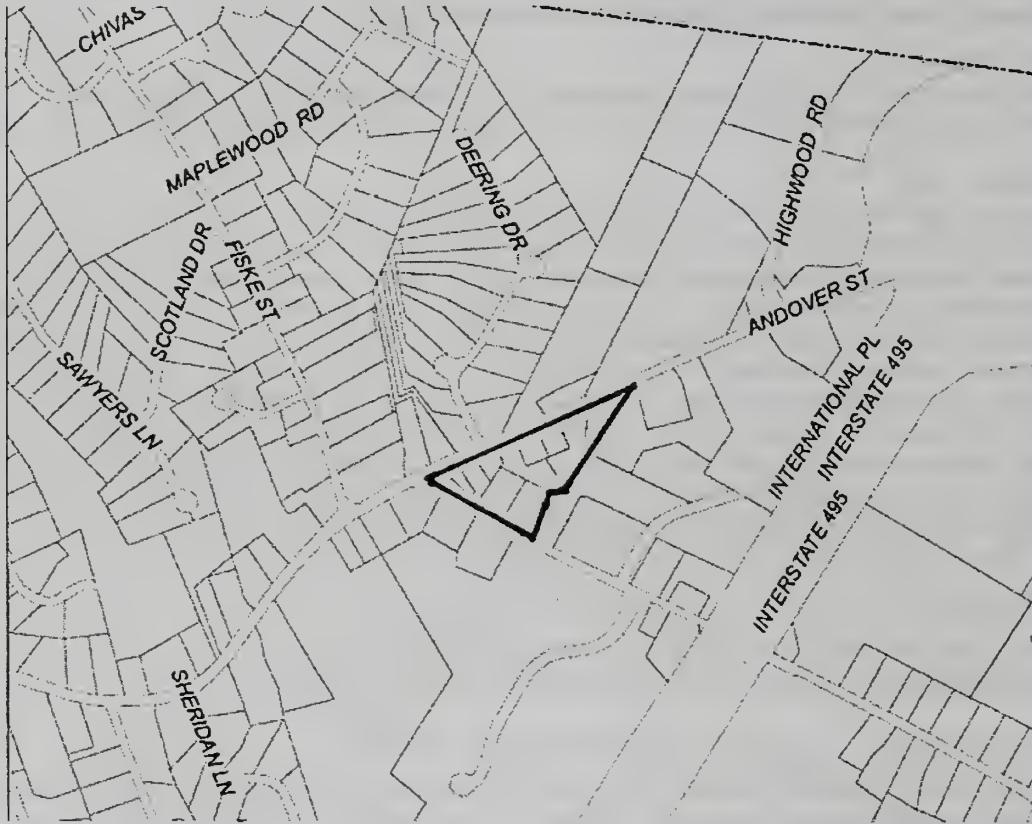 CHIVAS
MAPLEWOOD RD
DEERING DR
HIGHWOOD RD
SCOTLAND DR
FISKE ST
ANDOVER ST
SAWYERS LN
INTERNATIONAL PL
INTERSTATE 495
INTERSTATE 495
SHERIDAN LN